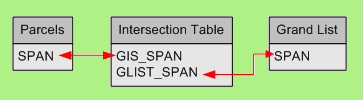 Parcels
SPAN
Intersection Table
GIS_SPAN
GLIST_SPAN
Grand List
SPAN